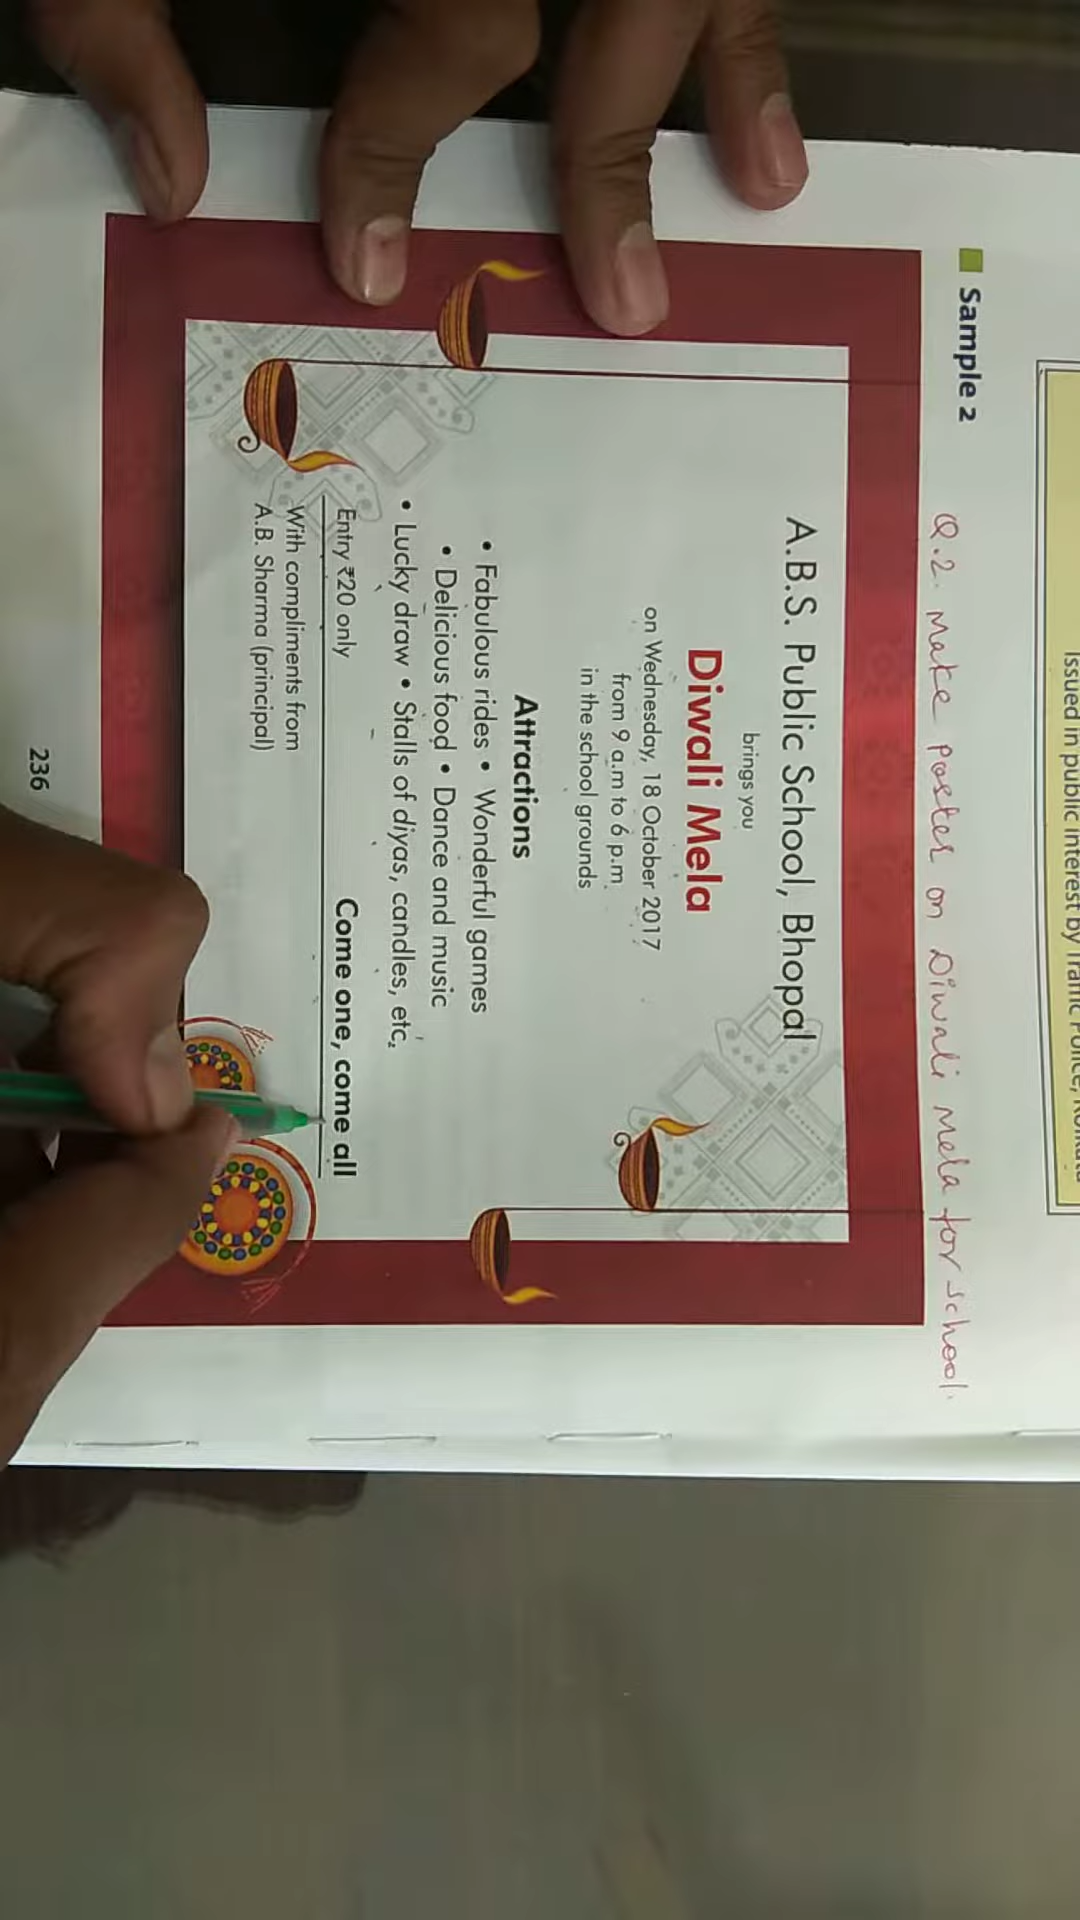 issued in public interest by Traffic Police, Kolkata
Sample 2
Q.2. Make poster on Diwali Mela for school.
A.B.S. Public School, Bhopal
brings you
Diwali Mela
on Wednesday, 18 October 2017
from 9 a.m to 6 p.m
in the school grounds
Attractions
• Fabulous rides • Wonderful games
• Delicious food • Dance and music
• Lucky draw • Stalls of diyas, candles, etc.
Entry ₹20 only Come one, come all
With compliments from
A.B. Sharma (principal)
236